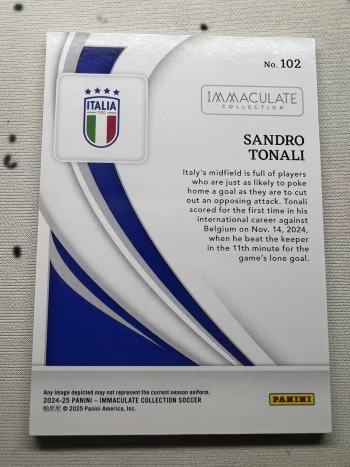 No. 102
IMMACULATE
COLLECTION
ITALIA
SANDRO
TONALI
Italy's midfield is full of players
who are just as likely to poke
home a goal as they are to cut
out an opposing attack. Tonali
scored for the first time in his
international career against
Belgium on Nov. 14, 2024,
when he beat the keeper
in the 11th minute for the
game's lone goal.
Any image depicted may not represent the current season uniform.
2024-25 PANINI – IMMACULATE COLLECTION SOCCER
帕尼尼 © 2025 Panini America, Inc.
PANINI